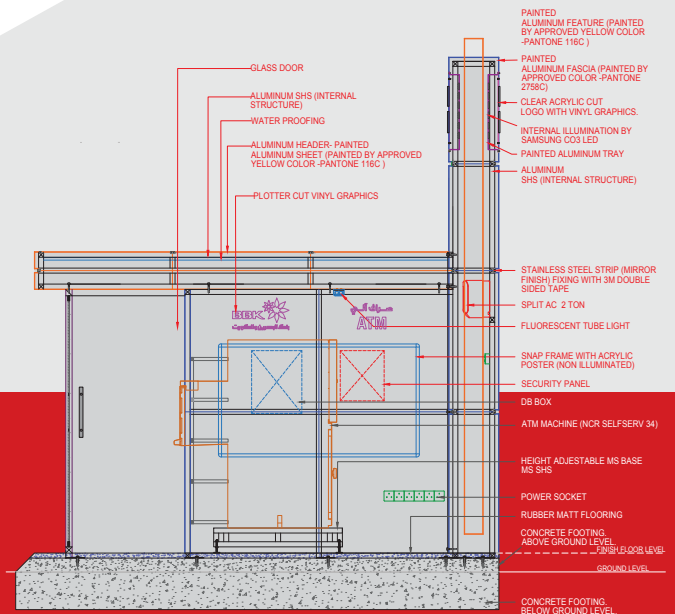 PAINTED
ALUMINUM FEATURE (PAINTED
BY APPROVED YELLOW COLOR
-PANTONE 116C )
PAINTED
ALUMINUM FASCIA (PAINTED BY
APPROVED COLOR -PANTONE
2758C)
CLEAR ACRYLIC CUT
LOGO WITH VINYL GRAPHICS.
INTERNAL ILLUMINATION BY
SAMSUNG CO3 LED
PAINTED ALUMINUM TRAY
ALUMINUM
SHS (INTERNAL STRUCTURE)
GLASS DOOR
ALUMINUM SHS (INTERNAL
STRUCTURE)
WATER PROOFING
ALUMINUM HEADER- PAINTED
ALUMINUM SHEET (PAINTED BY APPROVED
YELLOW COLOR -PANTONE 116C )
PLOTTER CUT VINYL GRAPHICS
STAINLESS STEEL STRIP (MIRROR
FINISH) FIXING WITH 3M DOUBLE
SIDED TAPE
SPLIT AC 2 TON
FLUORESCENT TUBE LIGHT
SNAP FRAME WITH ACRYLIC
POSTER (NON ILLUMINATED)
SECURITY PANEL
DB BOX
ATM MACHINE (NCR SELFSERV 34)
HEIGHT ADJESTABLE MS BASE
MS SHS
POWER SOCKET
RUBBER MATT FLOORING
CONCRETE FOOTING.
ABOVE GROUND LEVEL
FINISH FLOOR LEVEL
GROUND LEVEL
CONCRETE FOOTING.
BELOW GROUND LEVEL
BBK
صراف آلي
ATM